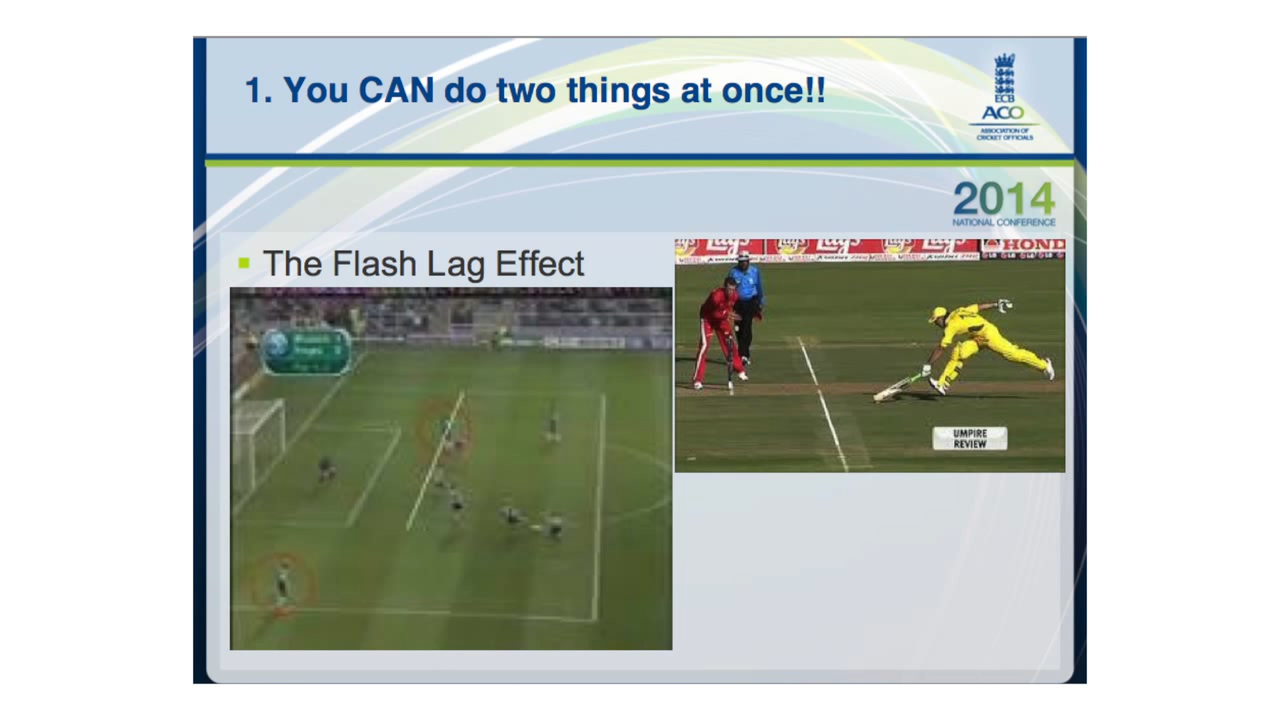 1. You CAN do two things at once!!
ECB
ACO
ASSOCIATION OF
CRICKET OFFICIALS
2014
NATIONAL CONFERENCE
The Flash Lag Effect
HOND
UMPIRE
REVIEW